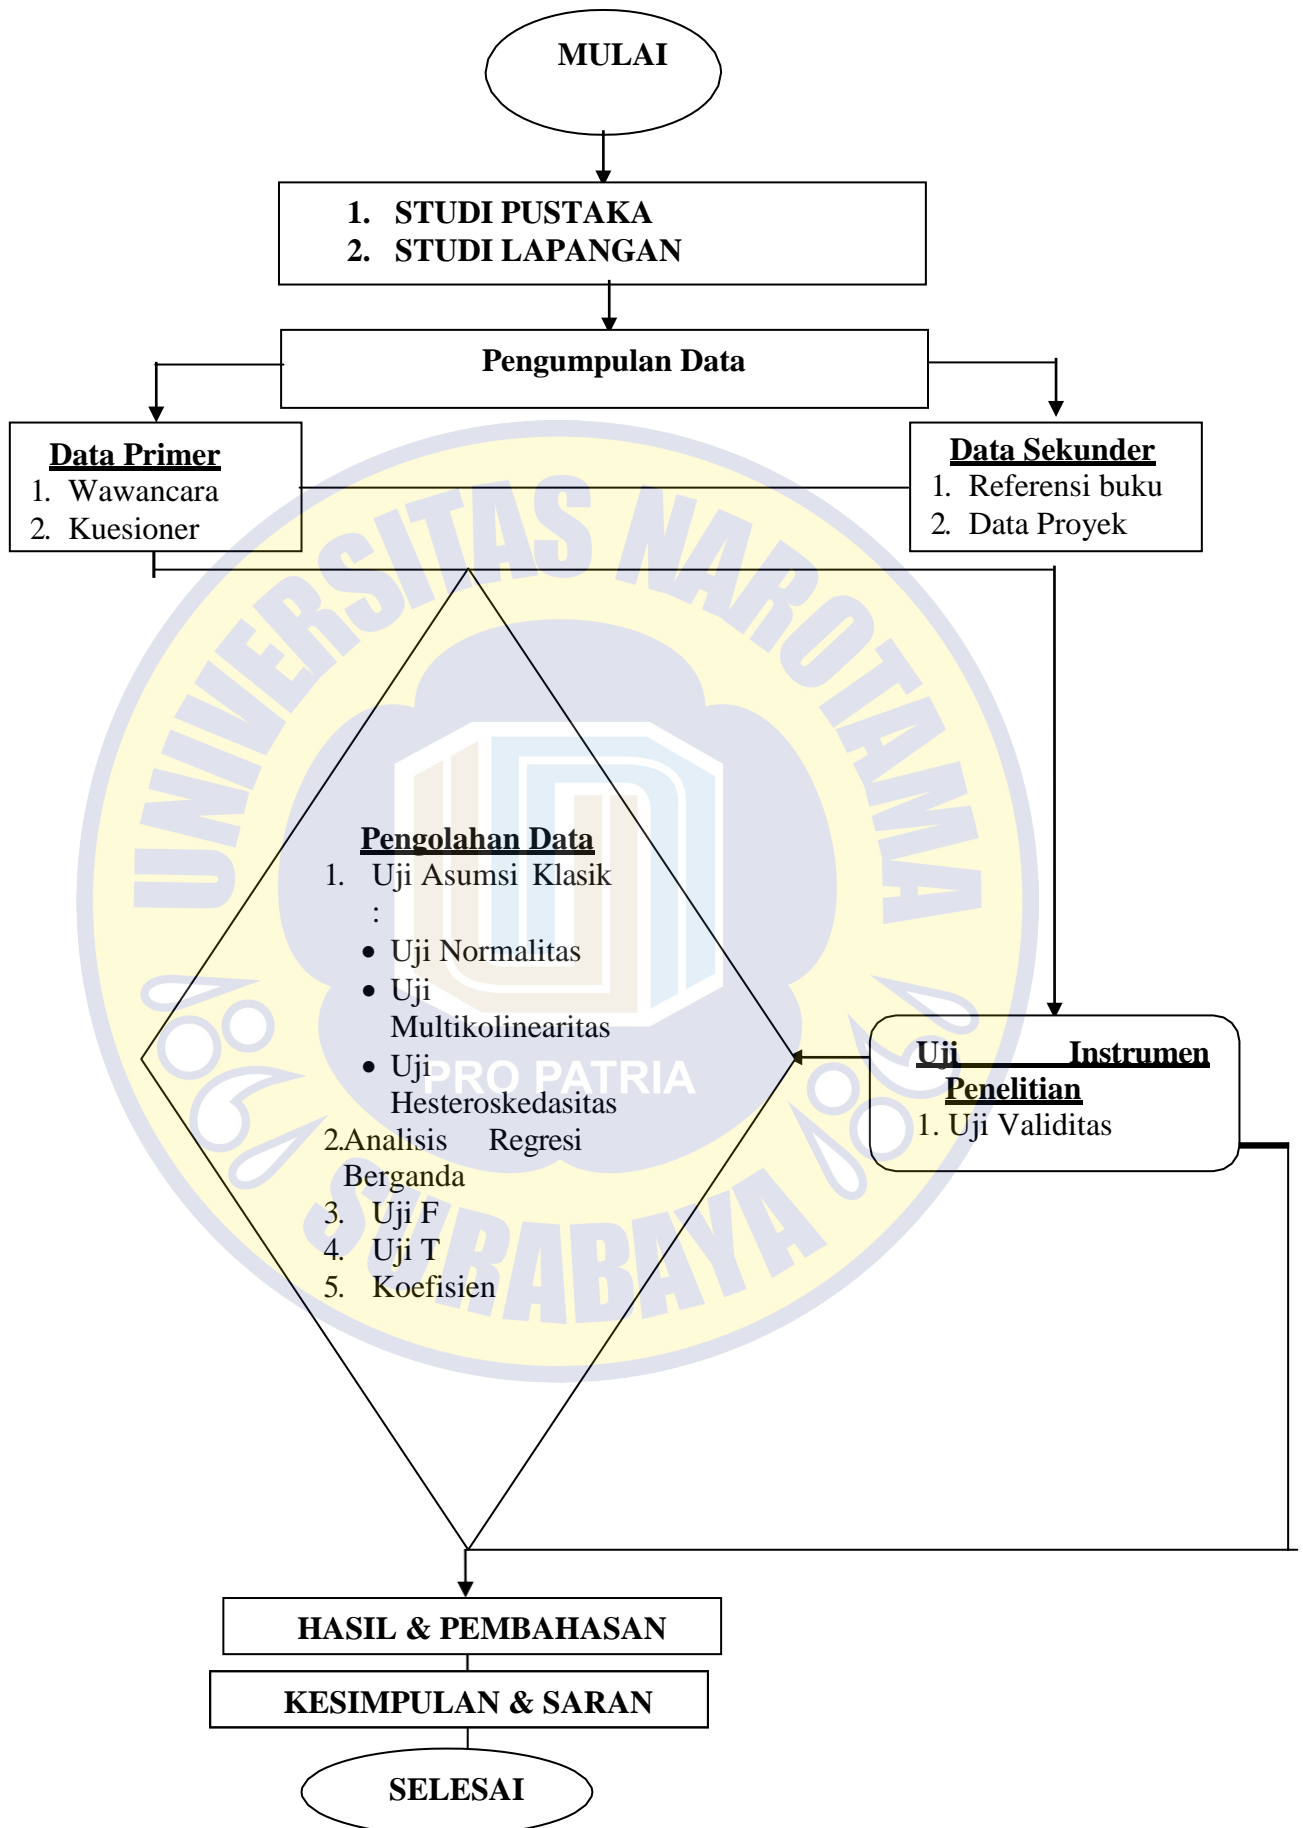 MULAI
1. STUDI PUSTAKA
2. STUDI LAPANGAN
Pengumpulan Data
Data Primer
1. Wawancara
2. Kuesioner
Data Sekunder
1. Referensi buku
2. Data Proyek
UNIVERSITAS NAROTAMA
Pengolahan Data
1. Uji Asumsi Klasik
:
• Uji Normalitas
• Uji
Multikolinearitas
• Uji
Hesteroskedasitas
2.Analisis Regresi
Berganda
3. Uji F
4. Uji T
5. Koefisien
PRO PATRIA
SURABAYA
Uji Instrumen
Penelitian
1. Uji Validitas
HASIL & PEMBAHASAN
KESIMPULAN & SARAN
SELESAI